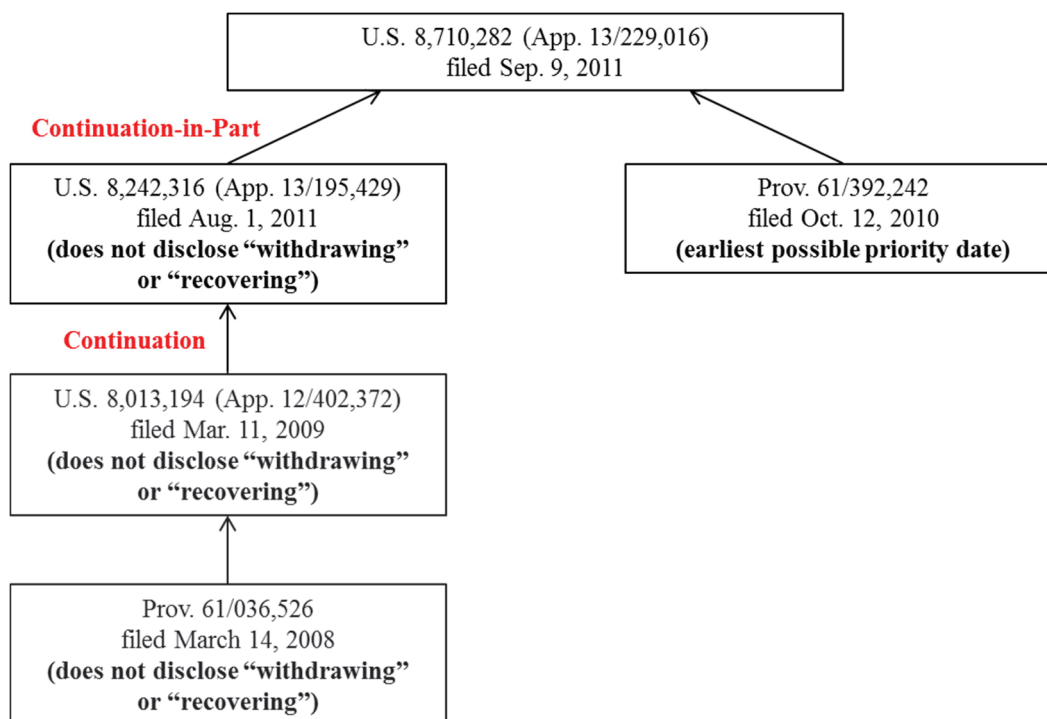 U.S. 8,710,282 (App. 13/229,016)
filed Sep. 9, 2011
Continuation-in-Part
U.S. 8,242,316 (App. 13/195,429)
filed Aug. 1, 2011
(does not disclose “withdrawing”
or “recovering”)
Prov. 61/392,242
filed Oct. 12, 2010
(earliest possible priority date)
Continuation
U.S. 8,013,194 (App. 12/402,372)
filed Mar. 11, 2009
(does not disclose “withdrawing”
or “recovering”)
Prov. 61/036,526
filed March 14, 2008
(does not disclose “withdrawing”
or “recovering”)